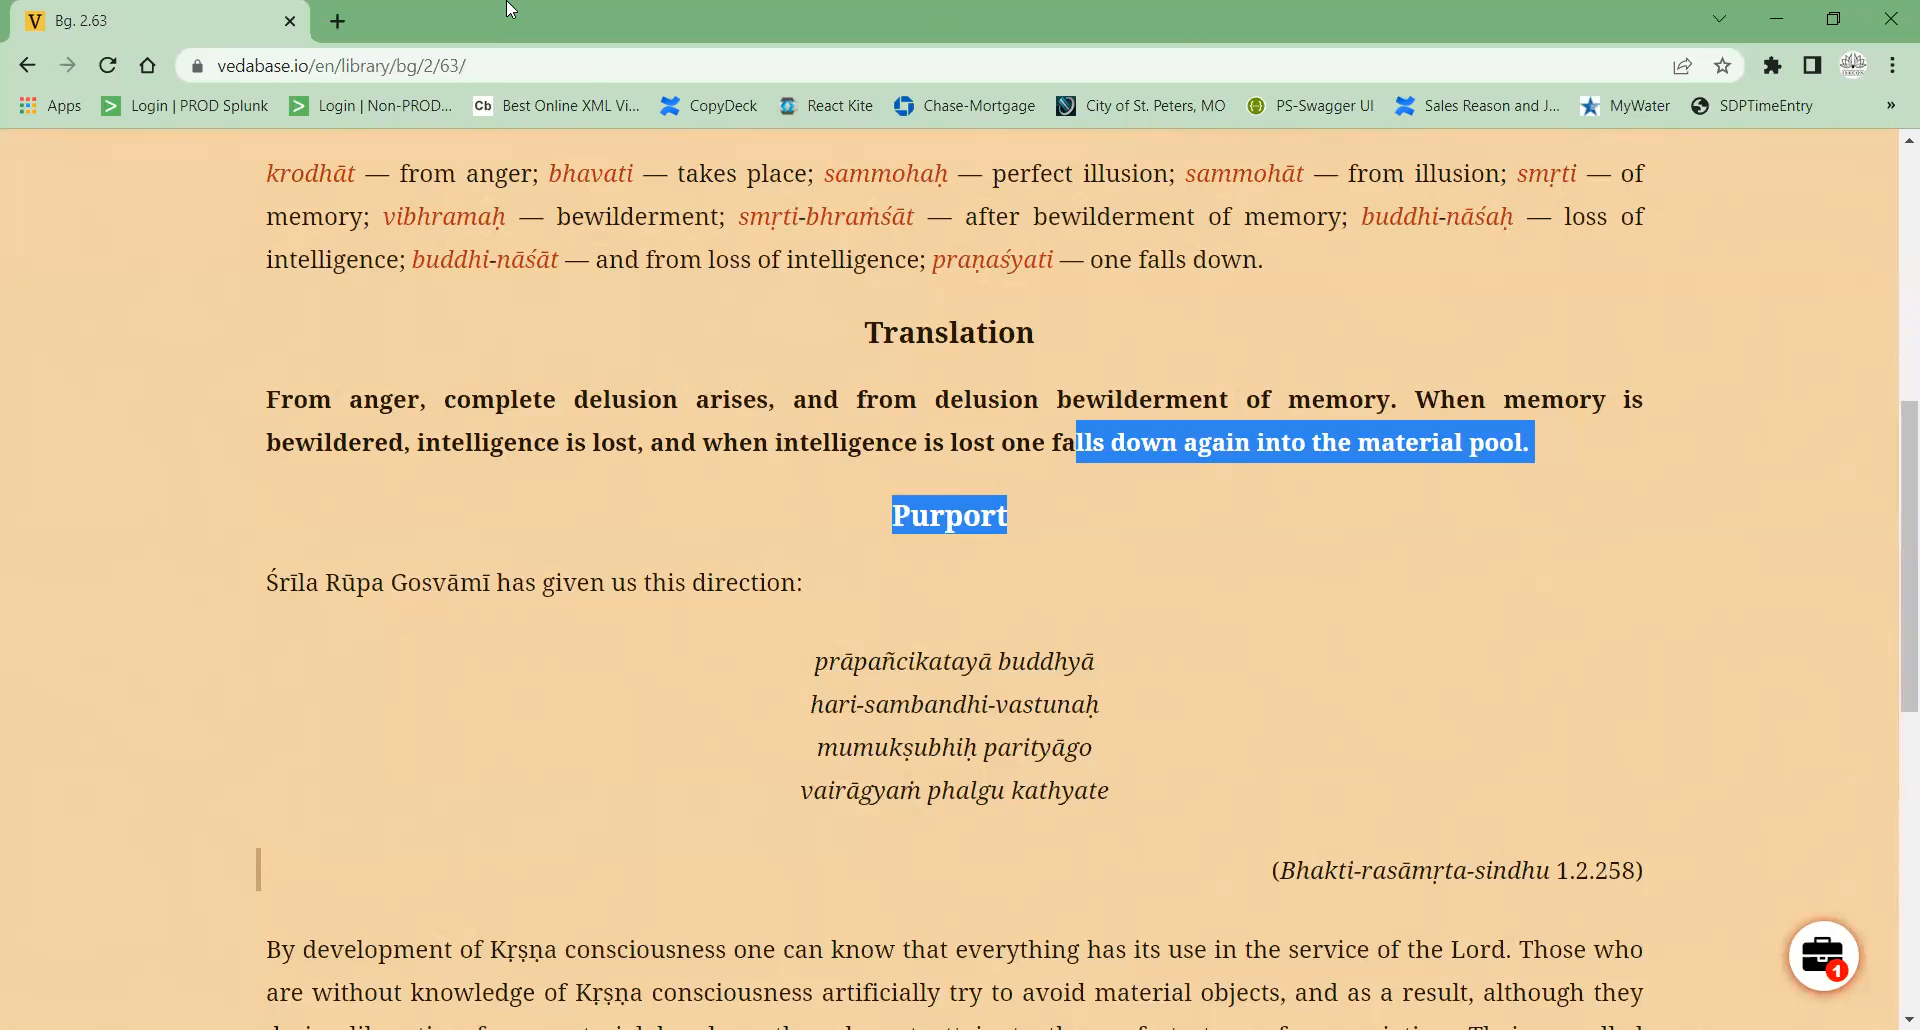 Bg. 2.63
vedabase.io/en/library/bg/2/63/
Apps Login | PROD Splunk Login | Non-PROD... Cb Best Online XML Vi... CopyDeck React Kite Chase-Mortgage City of St. Peters, MO PS-Swagger UI Sales Reason and J... MyWater SDPTimeEntry »
krodhāt — from anger; bhavati — takes place; sammohaḥ — perfect illusion; sammohāt — from illusion; smṛti — of
memory; vibhramaḥ — bewilderment; smṛti-bhraṁśāt — after bewilderment of memory; buddhi-nāśaḥ — loss of
intelligence; buddhi-nāśāt — and from loss of intelligence; praṇaśyati — one falls down.
Translation
From anger, complete delusion arises, and from delusion bewilderment of memory. When memory is
bewildered, intelligence is lost, and when intelligence is lost one falls down again into the material pool.
Purport
Śrīla Rūpa Gosvāmī has given us this direction:
prāpañcikatayā buddhyā
hari-sambandhi-vastunaḥ
mumukṣubhiḥ parityāgo
vairāgyaṁ phalgu kathyate
(Bhakti-rasāmṛta-sindhu 1.2.258)
By development of Kṛṣṇa consciousness one can know that everything has its use in the service of the Lord. Those who
are without knowledge of Kṛṣṇa consciousness artificially try to avoid material objects, and as a result, although they
1